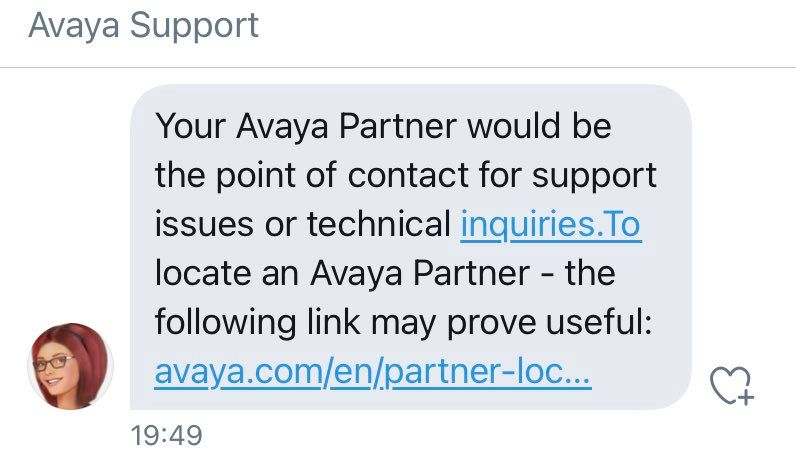 Avaya Support
Your Avaya Partner would be
the point of contact for support
issues or technical inquiries.To
locate an Avaya Partner - the
following link may prove useful:
avaya.com/en/partner-loc...
19:49